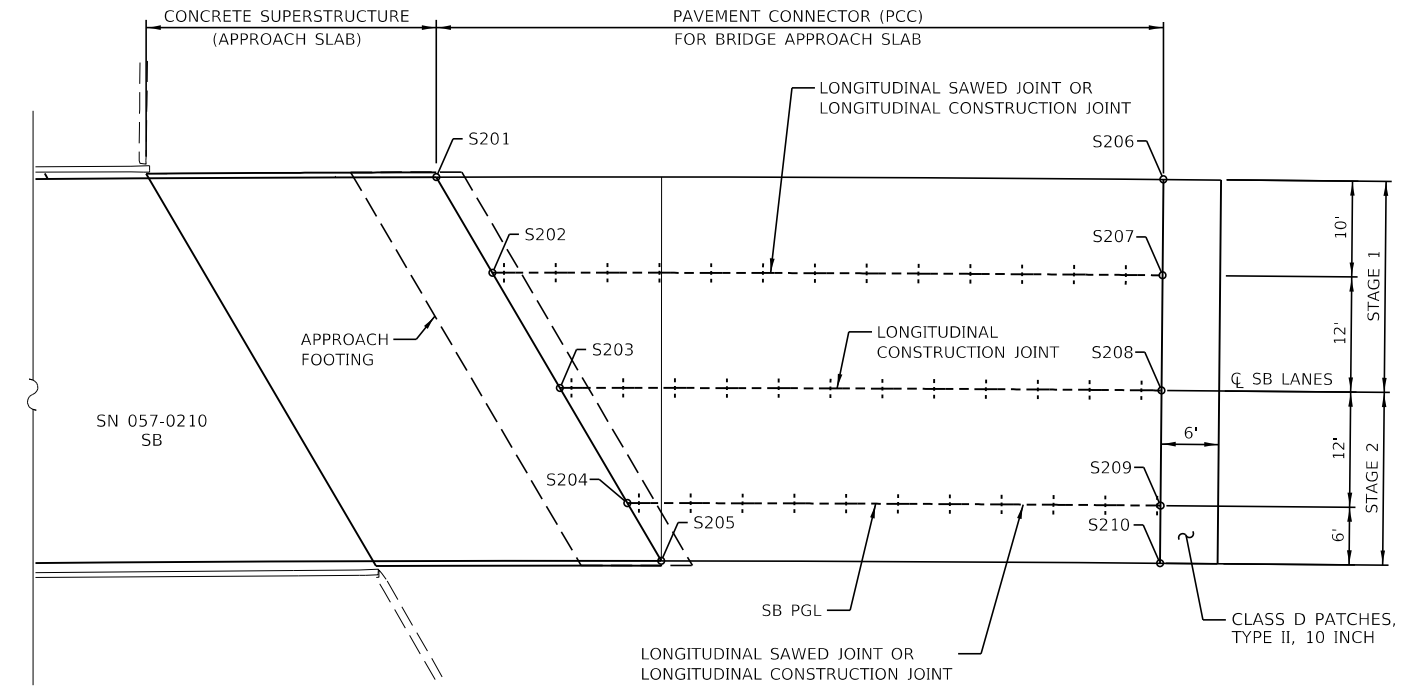 CONCRETE SUPERSTRUCTURE
(APPROACH SLAB)
PAVEMENT CONNECTOR (PCC)
FOR BRIDGE APPROACH SLAB
LONGITUDINAL SAWED JOINT OR
LONGITUDINAL CONSTRUCTION JOINT
S201
S206
S202
S207
10'
STAGE 1
APPROACH
FOOTING
S203
LONGITUDINAL
CONSTRUCTION JOINT
S208
12'
℄ SB LANES
SN 057-0210
SB
6'
12'
STAGE 2
S204
S209
S205
S210
6'
SB PGL
CLASS D PATCHES,
TYPE II, 10 INCH
LONGITUDINAL SAWED JOINT OR
LONGITUDINAL CONSTRUCTION JOINT